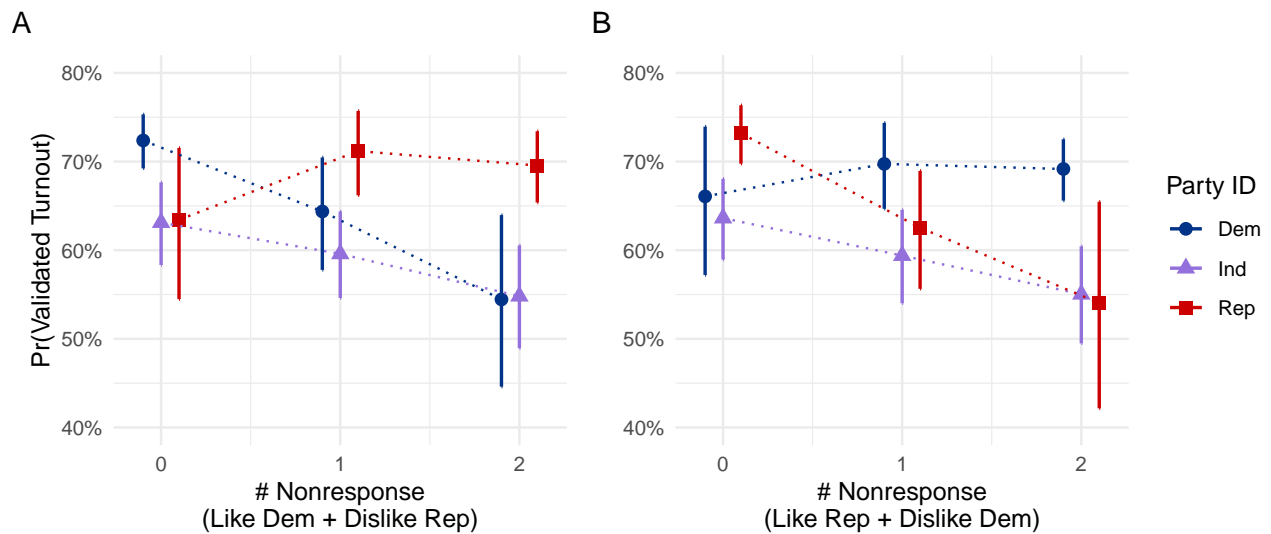 A
B
Pr(Validated Turnout)
80%
70%
60%
50%
40%
0
1
2
# Nonresponse
(Like Dem + Dislike Rep)
80%
70%
60%
50%
40%
0
1
2
# Nonresponse
(Like Rep + Dislike Dem)
Party ID
Dem
Ind
Rep